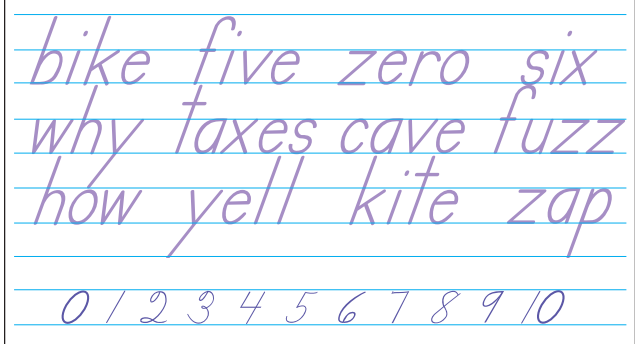 bike five zero six
why taxes cave fuzz
how yell kite zap
0 1 2 3 4 5 6 7 8 9 10